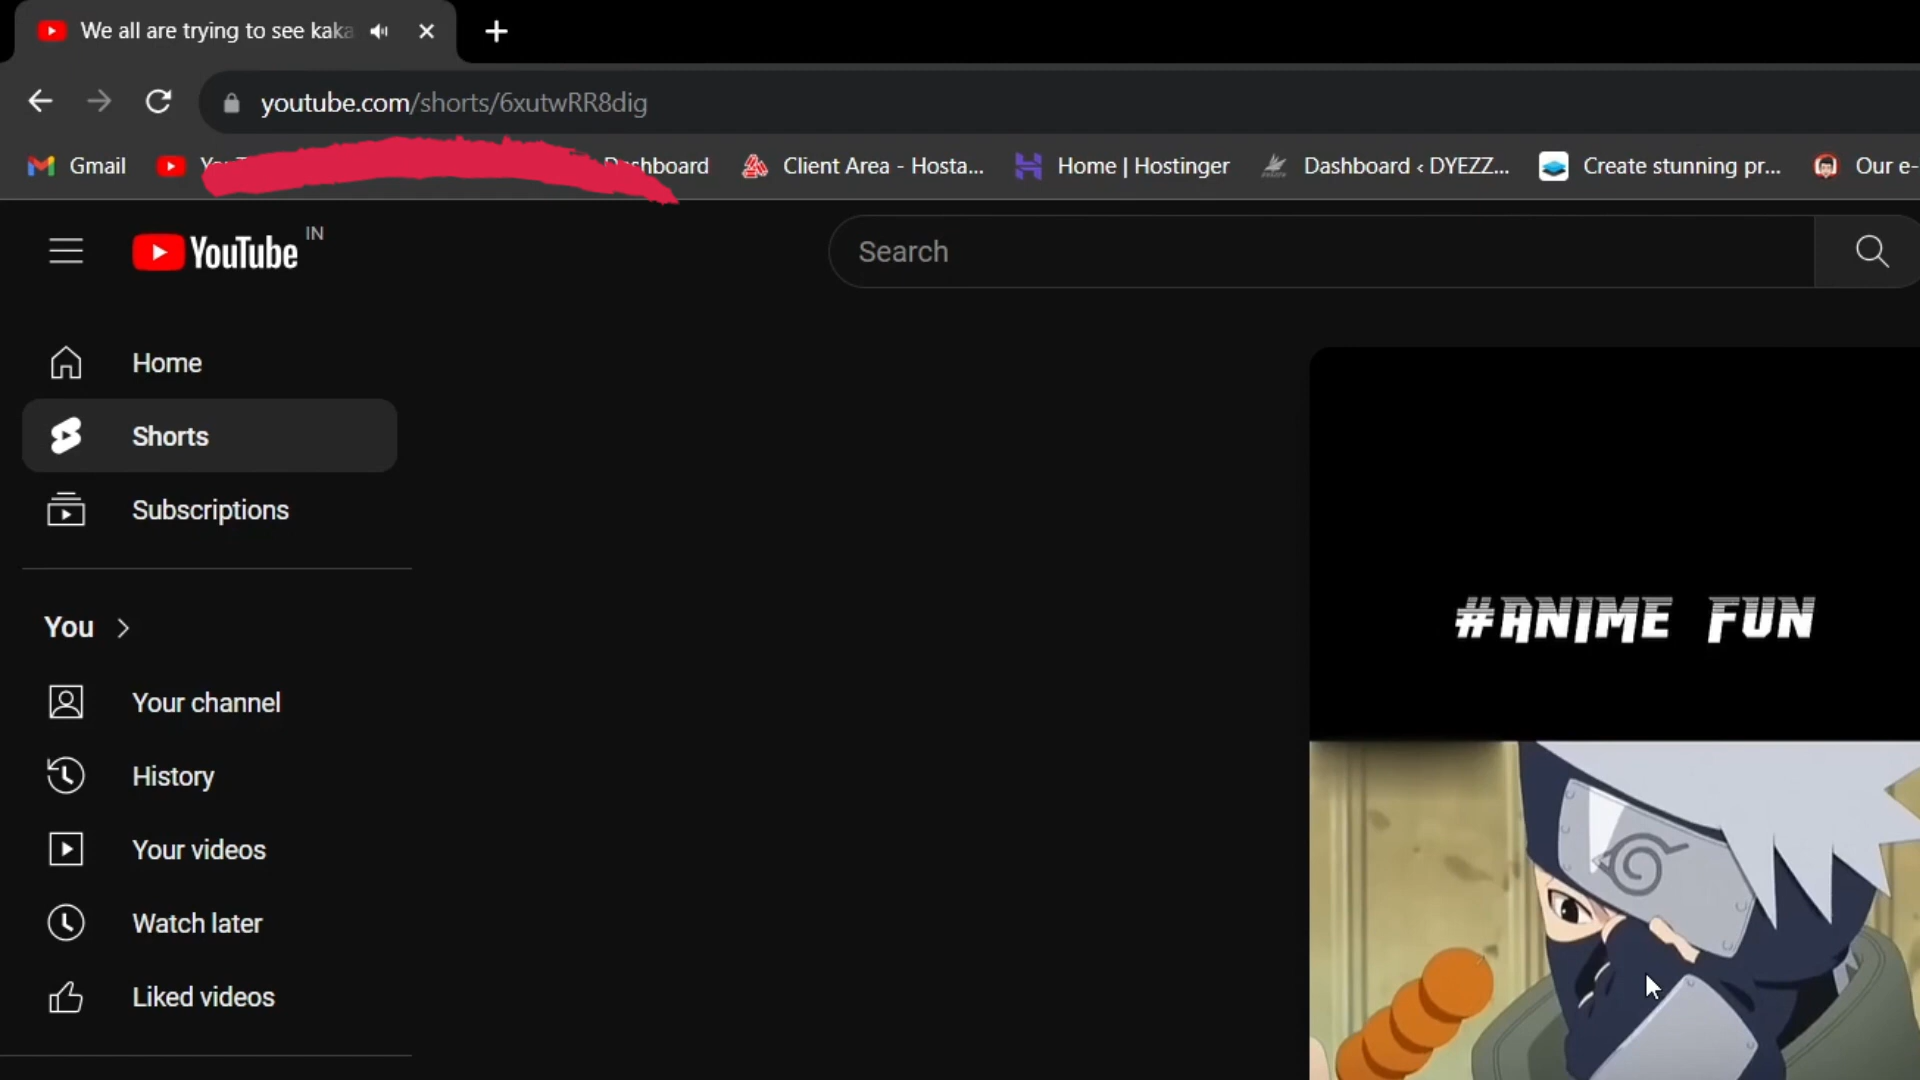 We all are trying to see kaka
youtube.com/shorts/6xutwRR8dig
Gmail
Client Area - Hosta...
Home | Hostinger
Dashboard ‹ DYEZZ...
Create stunning pr...
Our e-
YouTube IN
Search
Home
Shorts
Subscriptions
You
Your channel
History
Your videos
Watch later
Liked videos
#ANIME FUN